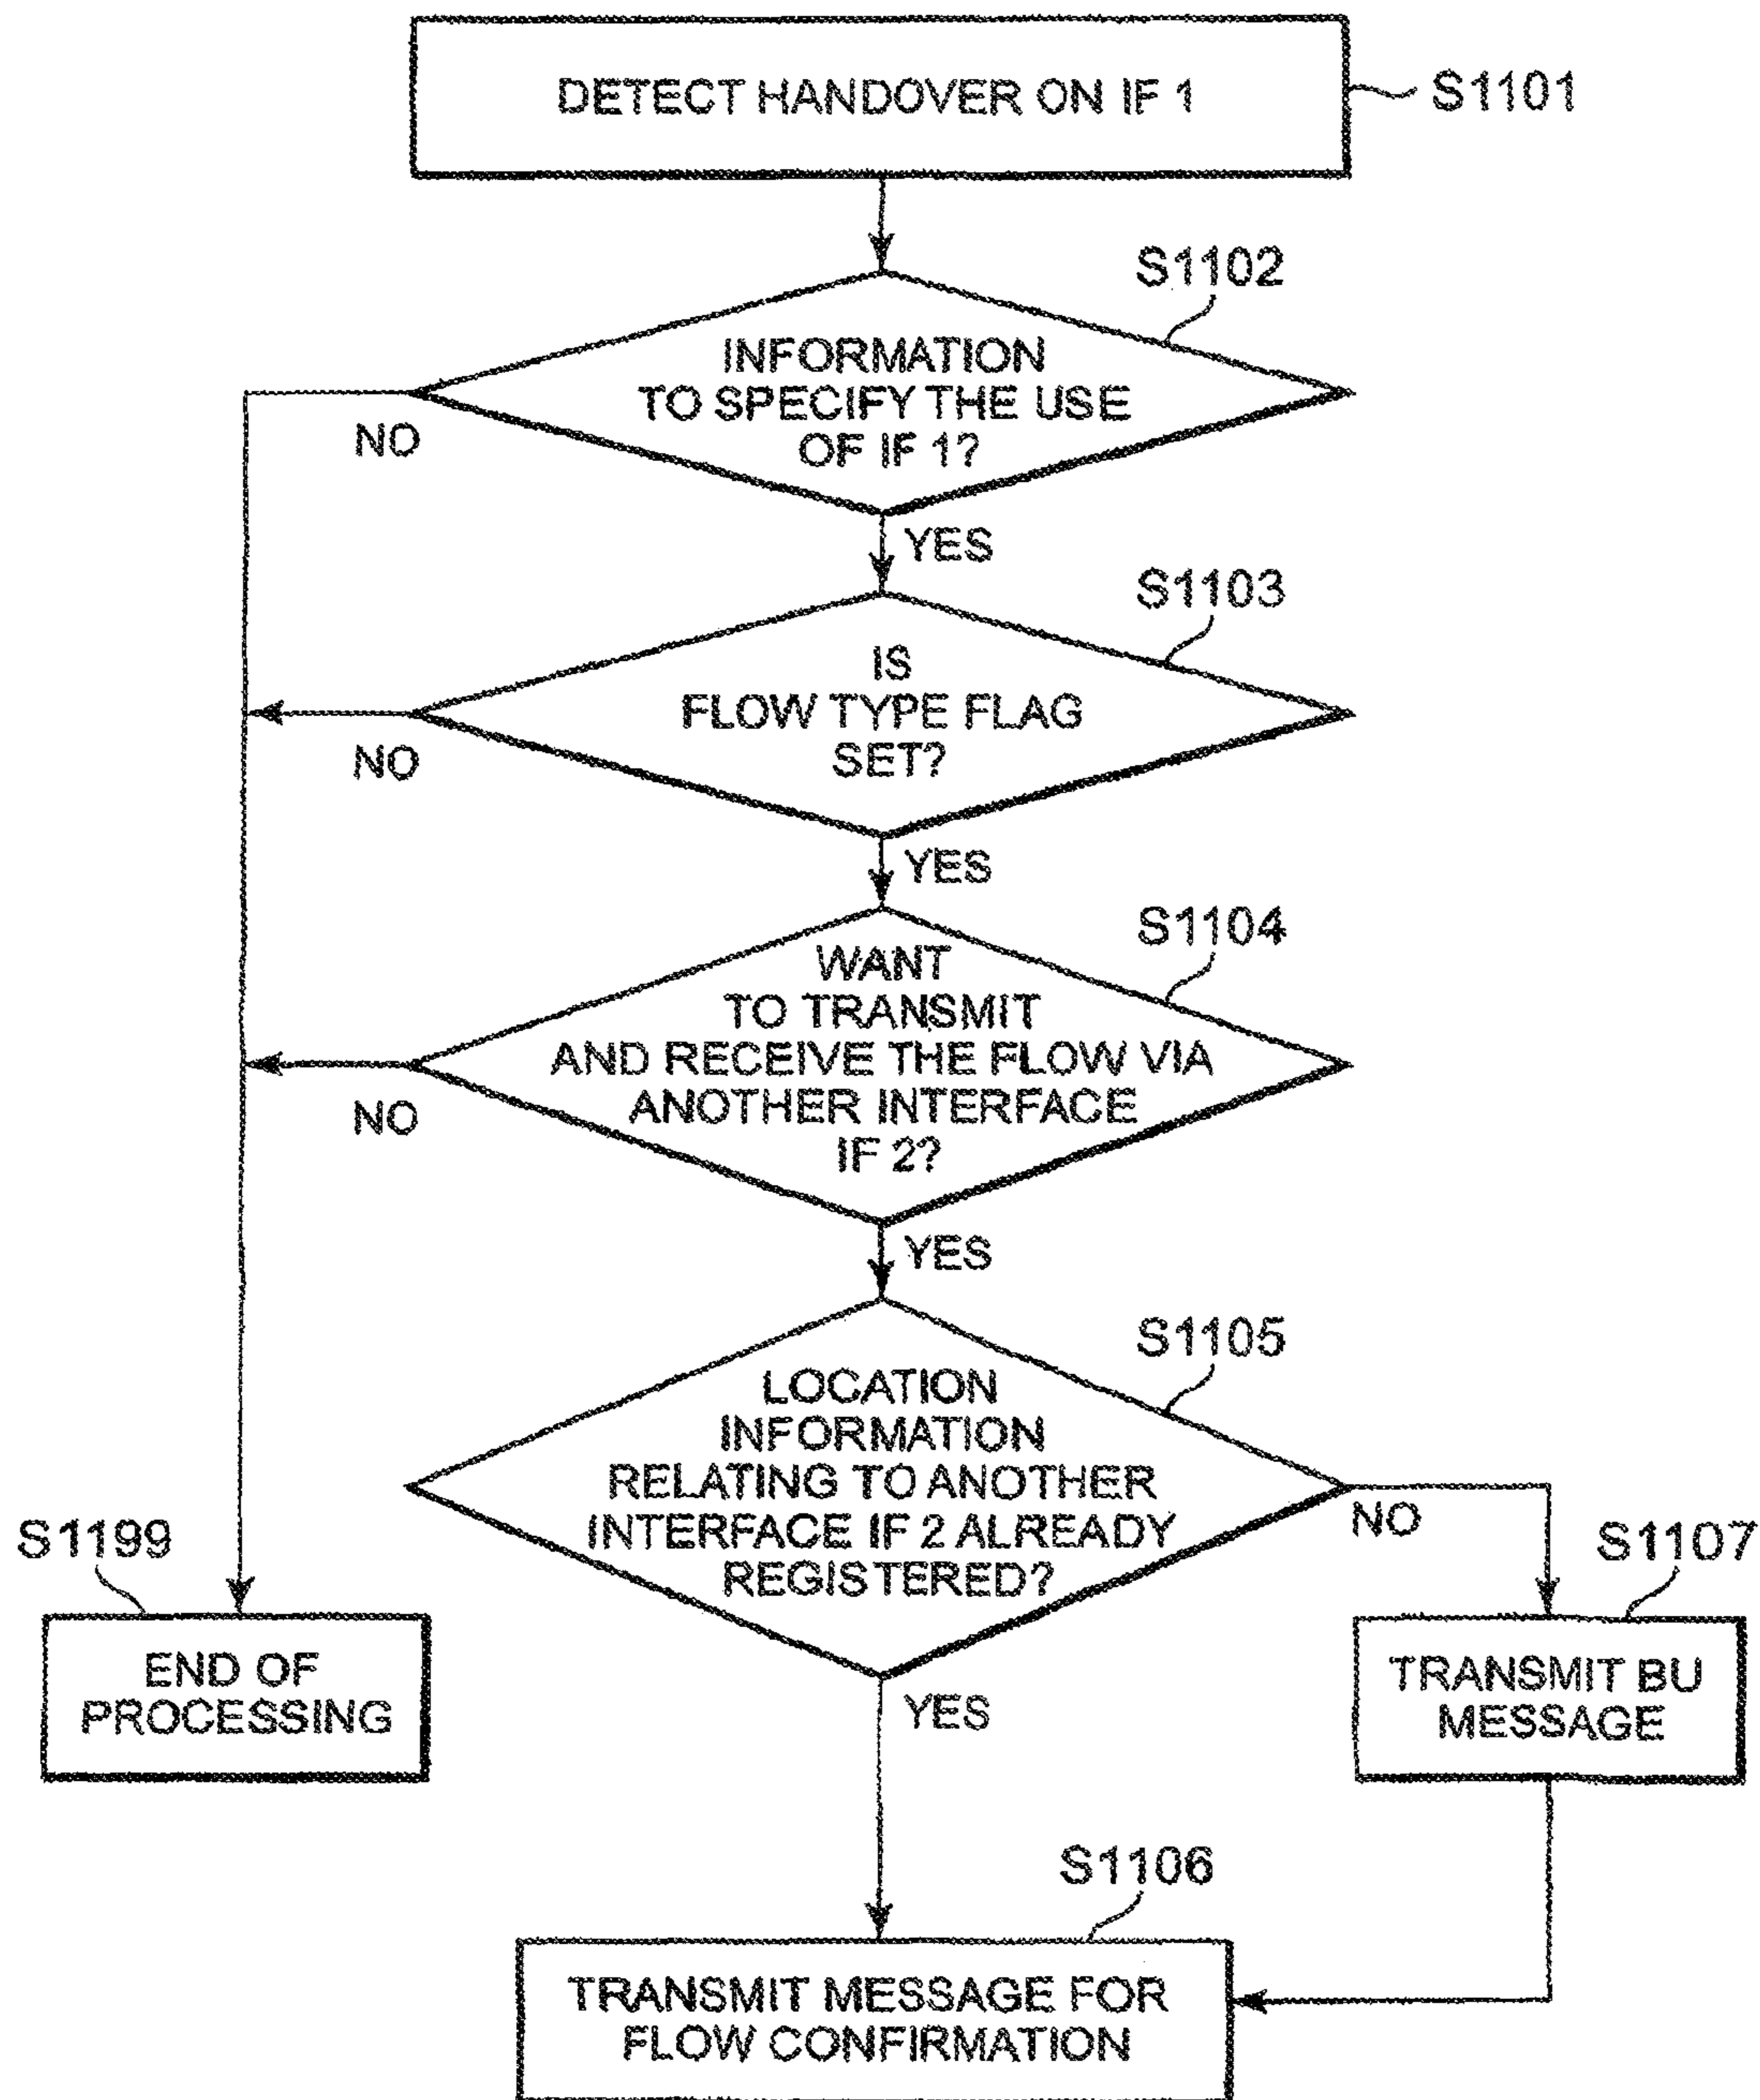 DETECT HANDOVER ON IF 1
S1101
S1102
INFORMATION
TO SPECIFY THE USE
OF IF 1?
NO
YES
S1103
IS
FLOW TYPE FLAG
SET?
NO
YES
S1104
WANT
TO TRANSMIT
AND RECEIVE THE FLOW VIA
ANOTHER INTERFACE
IF 2?
NO
YES
S1105
LOCATION
INFORMATION
RELATING TO ANOTHER
INTERFACE IF 2 ALREADY
REGISTERED?
NO
YES
S1199
END OF
PROCESSING
S1107
TRANSMIT BU
MESSAGE
S1106
TRANSMIT MESSAGE FOR
FLOW CONFIRMATION